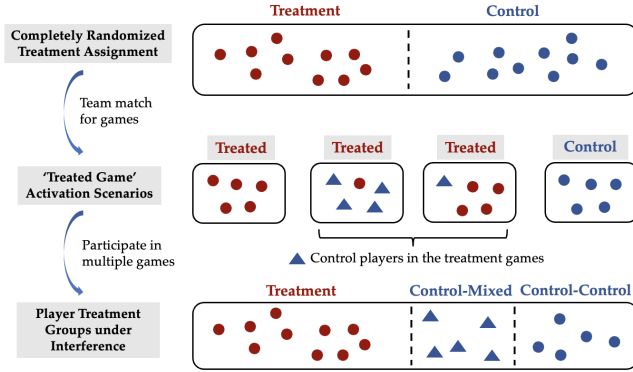 Completely Randomized
Treatment Assignment
Treatment
Control
Team match
for games
Treated
Treated
Treated
Control
‘Treated Game’
Activation Scenarios
Control players in the treatment games
Participate in
multiple games
Treatment
Control-Mixed
Control-Control
Player Treatment
Groups under
Interference